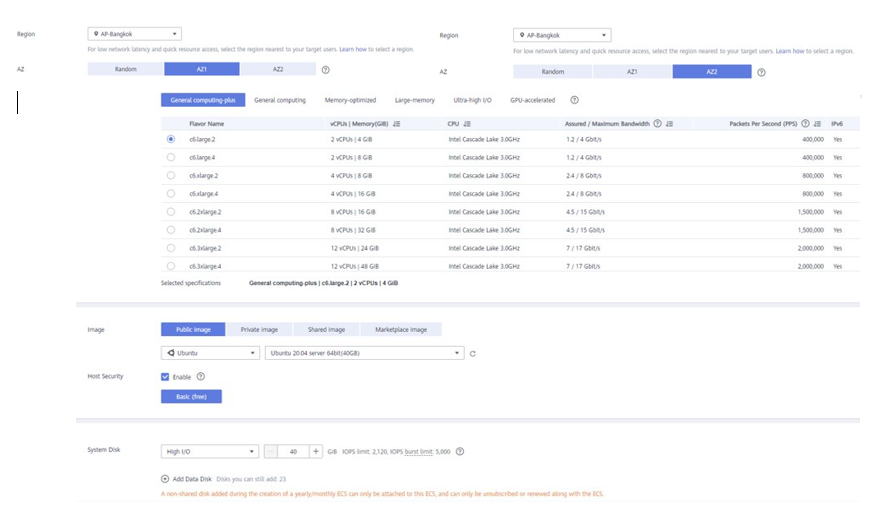 Region AP-Bangkok
For low network latency and quick resource access, select the region nearest to your target users. Learn how to select a region.
AZ Random AZ1 AZ2
Region AP-Bangkok
For low network latency and quick resource access, select the region nearest to your target users. Learn how to select a region.
AZ Random AZ1 AZ2
General computing-plus General computing Memory-optimized Large-memory Ultra-high I/O GPU-accelerated
Flavor Name vCPUs | Memory(GiB) CPU Assured / Maximum Bandwidth Packets Per Second (PPS) IPv6
c6.large.2 2 vCPUs | 4 GiB Intel Cascade Lake 3.0GHz 1.2 / 4 Gbit/s 400,000 Yes
c6.large.4 2 vCPUs | 8 GiB Intel Cascade Lake 3.0GHz 1.2 / 4 Gbit/s 400,000 Yes
c6.xlarge.2 4 vCPUs | 8 GiB Intel Cascade Lake 3.0GHz 2.4 / 8 Gbit/s 800,000 Yes
c6.xlarge.4 4 vCPUs | 16 GiB Intel Cascade Lake 3.0GHz 2.4 / 8 Gbit/s 800,000 Yes
c6.2xlarge.2 8 vCPUs | 16 GiB Intel Cascade Lake 3.0GHz 4.5 / 15 Gbit/s 1,500,000 Yes
c6.2xlarge.4 8 vCPUs | 32 GiB Intel Cascade Lake 3.0GHz 4.5 / 15 Gbit/s 1,500,000 Yes
c6.3xlarge.2 12 vCPUs | 24 GiB Intel Cascade Lake 3.0GHz 7 / 17 Gbit/s 2,000,000 Yes
c6.3xlarge.4 12 vCPUs | 48 GiB Intel Cascade Lake 3.0GHz 7 / 17 Gbit/s 2,000,000 Yes
Selected specifications General computing-plus | c6.large.2 | 2 vCPUs | 4 GiB
Image Public image Private image Shared image Marketplace image
Ubuntu Ubuntu 20.04 server 64bit(40GB)
Host Security Enable
Basic (free)
System Disk High I/O 40 + GiB IOPS limit: 2,120, IOPS burst limit: 5,000
Add Data Disk Disks you can still add: 23
A non-shared disk added during the creation of a yearly/monthly ECS can only be attached to this ECS, and can only be unsubscribed or renewed along with the ECS.